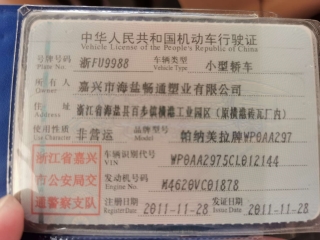 中华人民共和国机动车行驶证
Vehicle License of the People's Republic of China
号牌号码 浙FU9988 车辆类型 小型轿车
Plate No. Vehicle Type
所有人 嘉兴市海盐畅通塑业有限公司
Owner
住址 浙江省海盐县百步镇横港工业园区(原横港砖瓦厂内)
Address
使用性质 非营运 品牌型号 帕纳美拉牌WP0AA297
Use Character Model
浙江省嘉兴
市公安局交
通警察支队
车辆识别代号 WP0AA2975CL012144
VIN
发动机号码 M4620VC01878
Engine No.
注册日期 2011-11-28 发证日期 2011-11-28
Register Date Issue Date